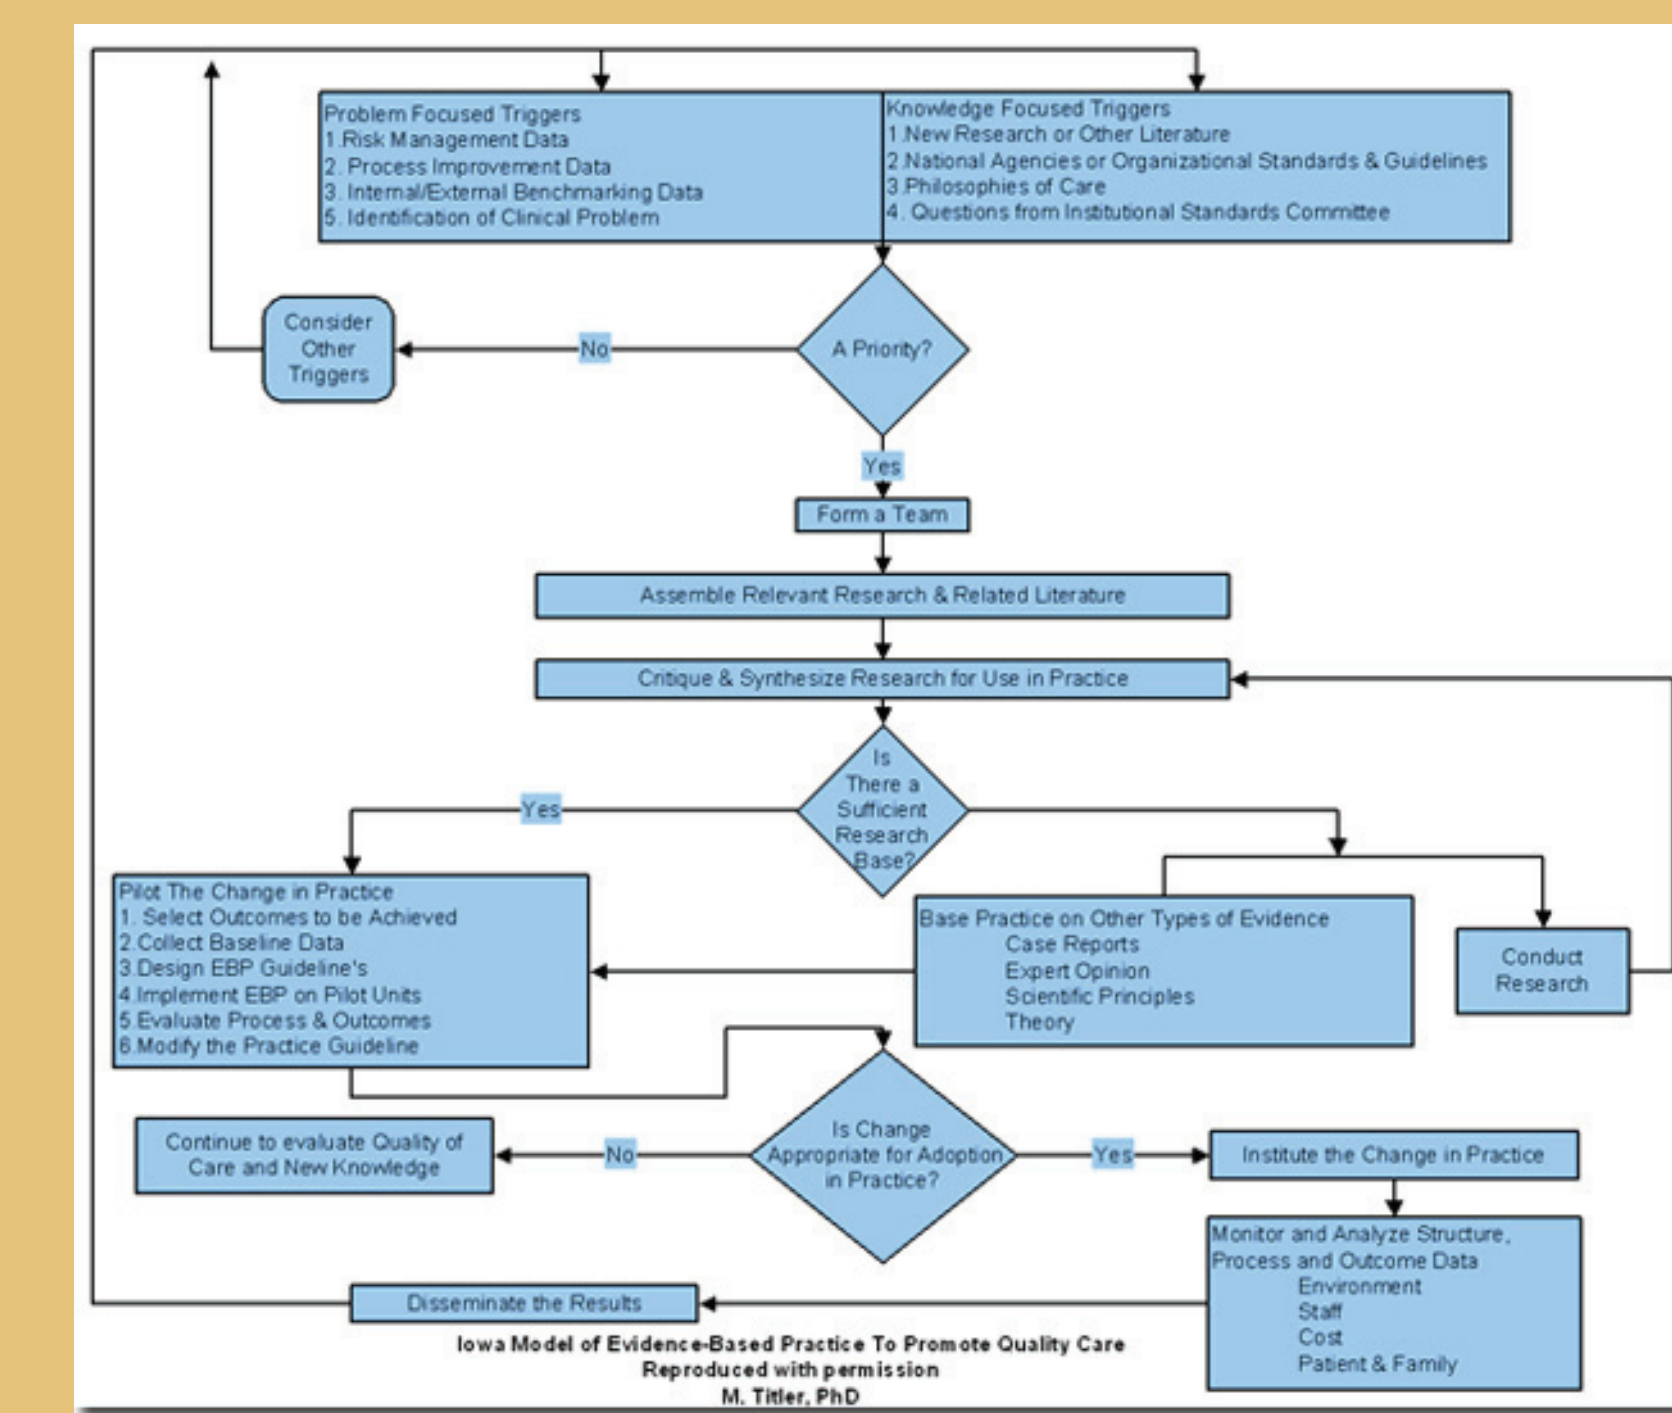 Problem Focused Triggers
1.Risk Management Data
2. Process Improvement Data
3. Internal/External Benchmarking Data
5. Identification of Clinical Problem
Knowledge Focused Triggers
1.New Research or Other Literature
2.National Agencies or Organizational Standards & Guidelines
3.Philosophies of Care
4. Questions from Institutional Standards Committee
Consider
Other
Triggers
No
A Priority?
Yes
Form a Team
Assemble Relevant Research & Related Literature
Critique & Synthesize Research for Use in Practice
Is
There a
Sufficient
Research
Base?
Yes
Pilot The Change in Practice
1. Select Outcomes to be Achieved
2.Collect Baseline Data
3.Design EBP Guideline's
4.Implement EBP on Pilot Units
5.Evaluate Process & Outcomes
6.Modify the Practice Guideline
Base Practice on Other Types of Evidence
Case Reports
Expert Opinion
Scientific Principles
Theory
Conduct
Research
Continue to evaluate Quality of
Care and New Knowledge
No
Is Change
Appropriate for Adoption
in Practice?
Yes
Institute the Change in Practice
Monitor and Analyze Structure,
Process and Outcome Data
Environment
Staff
Cost
Patient & Family
Disseminate the Results
Iowa Model of Evidence-Based Practice To Promote Quality Care
Reproduced with permission
M. Titler, PhD